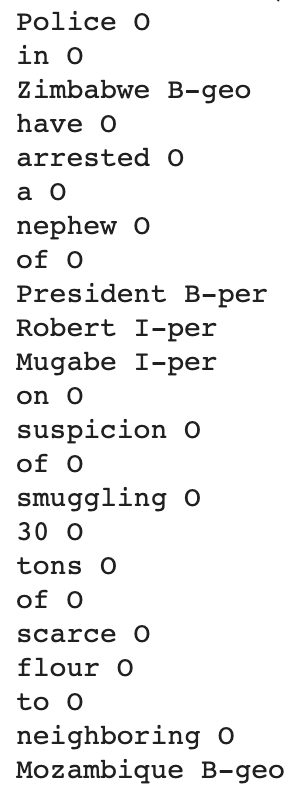 Police O
in O
Zimbabwe B-geo
have O
arrested O
a O
nephew O
of O
President B-per
Robert I-per
Mugabe I-per
on O
suspicion O
of O
smuggling O
30 O
tons O
of O
scarce O
flour O
to O
neighboring O
Mozambique B-geo